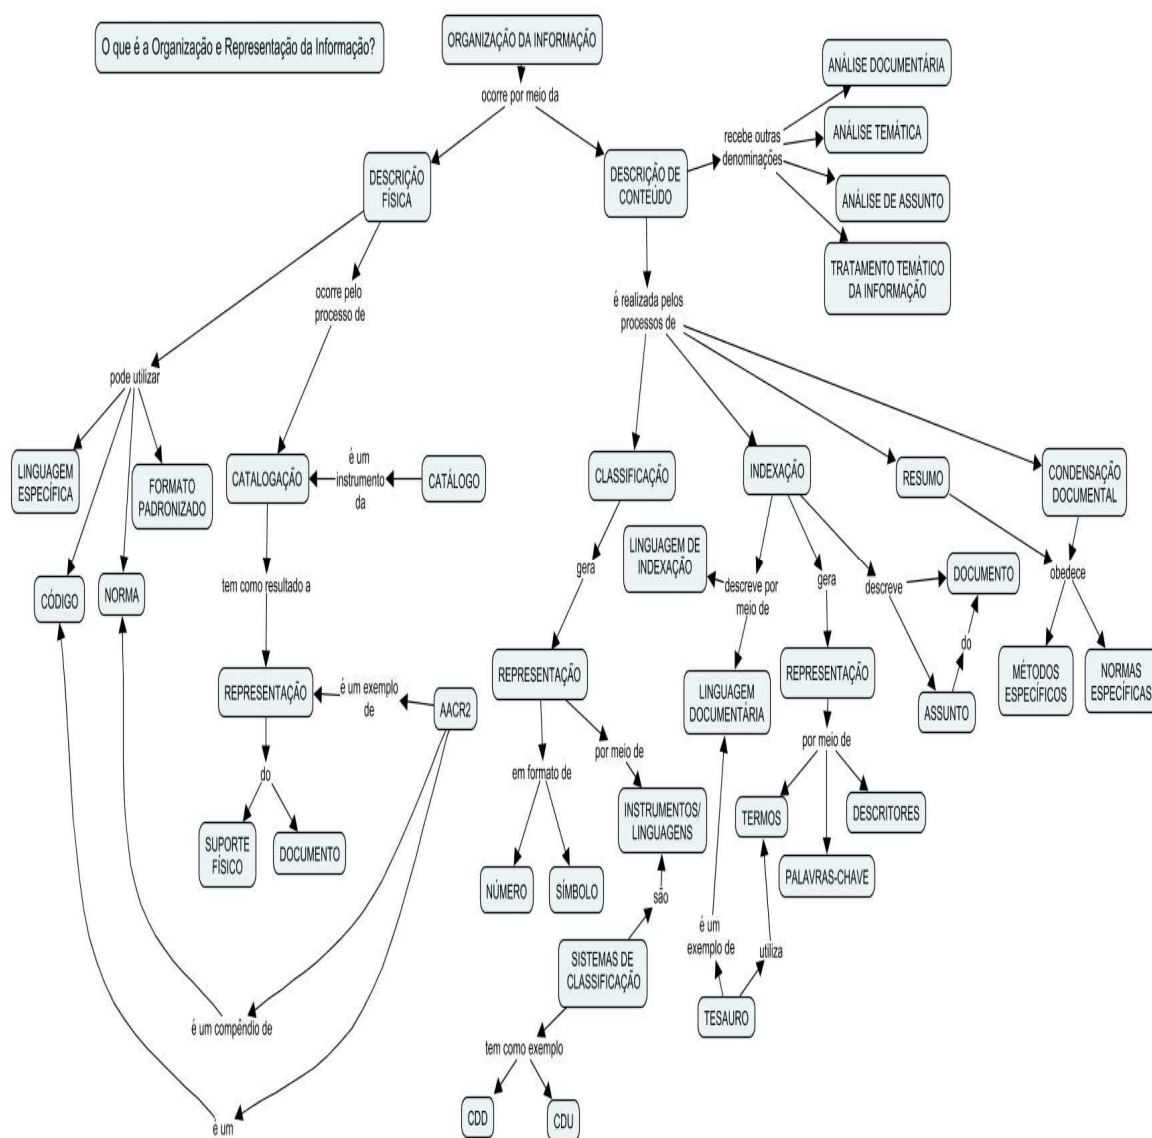 O que é a Organização e Representação da Informação?
ORGANIZAÇÃO DA INFORMAÇÃO
ocorre por meio da
ANÁLISE DOCUMENTÁRIA
recebe outras
denominações
ANÁLISE TEMÁTICA
DESCRIÇÃO
FÍSICA
DESCRIÇÃO DE
CONTEÚDO
ANÁLISE DE ASSUNTO
TRATAMENTO TEMÁTICO
DA INFORMAÇÃO
ocorre pelo
processo de
é realizada pelos
processos de
pode utilizar
LINGUAGEM
ESPECÍFICA
FORMATO
PADRONIZADO
CATALOGAÇÃO
é um
instrumento
da
CATÁLOGO
CLASSIFICAÇÃO
INDEXAÇÃO
RESUMO
CONDENSAÇÃO
DOCUMENTAL
LINGUAGEM DE
INDEXAÇÃO
CÓDIGO
NORMA
tem como resultado a
gera
descreve por
meio de
gera
descreve
DOCUMENTO
obedece
do
REPRESENTAÇÃO
é um exemplo
de
AACR2
REPRESENTAÇÃO
LINGUAGEM
DOCUMENTÁRIA
REPRESENTAÇÃO
ASSUNTO
MÉTODOS
ESPECÍFICOS
NORMAS
ESPECÍFICAS
do
em formato de
por meio de
por meio de
SUPORTE
FÍSICO
DOCUMENTO
INSTRUMENTOS/
LINGUAGENS
TERMOS
DESCRITORES
NÚMERO
SÍMBOLO
PALAVRAS-CHAVE
são
é um
exemplo de
utiliza
SISTEMAS DE
CLASSIFICAÇÃO
TESAURO
é um compêndio de
tem como exemplo
CDD
CDU
é um